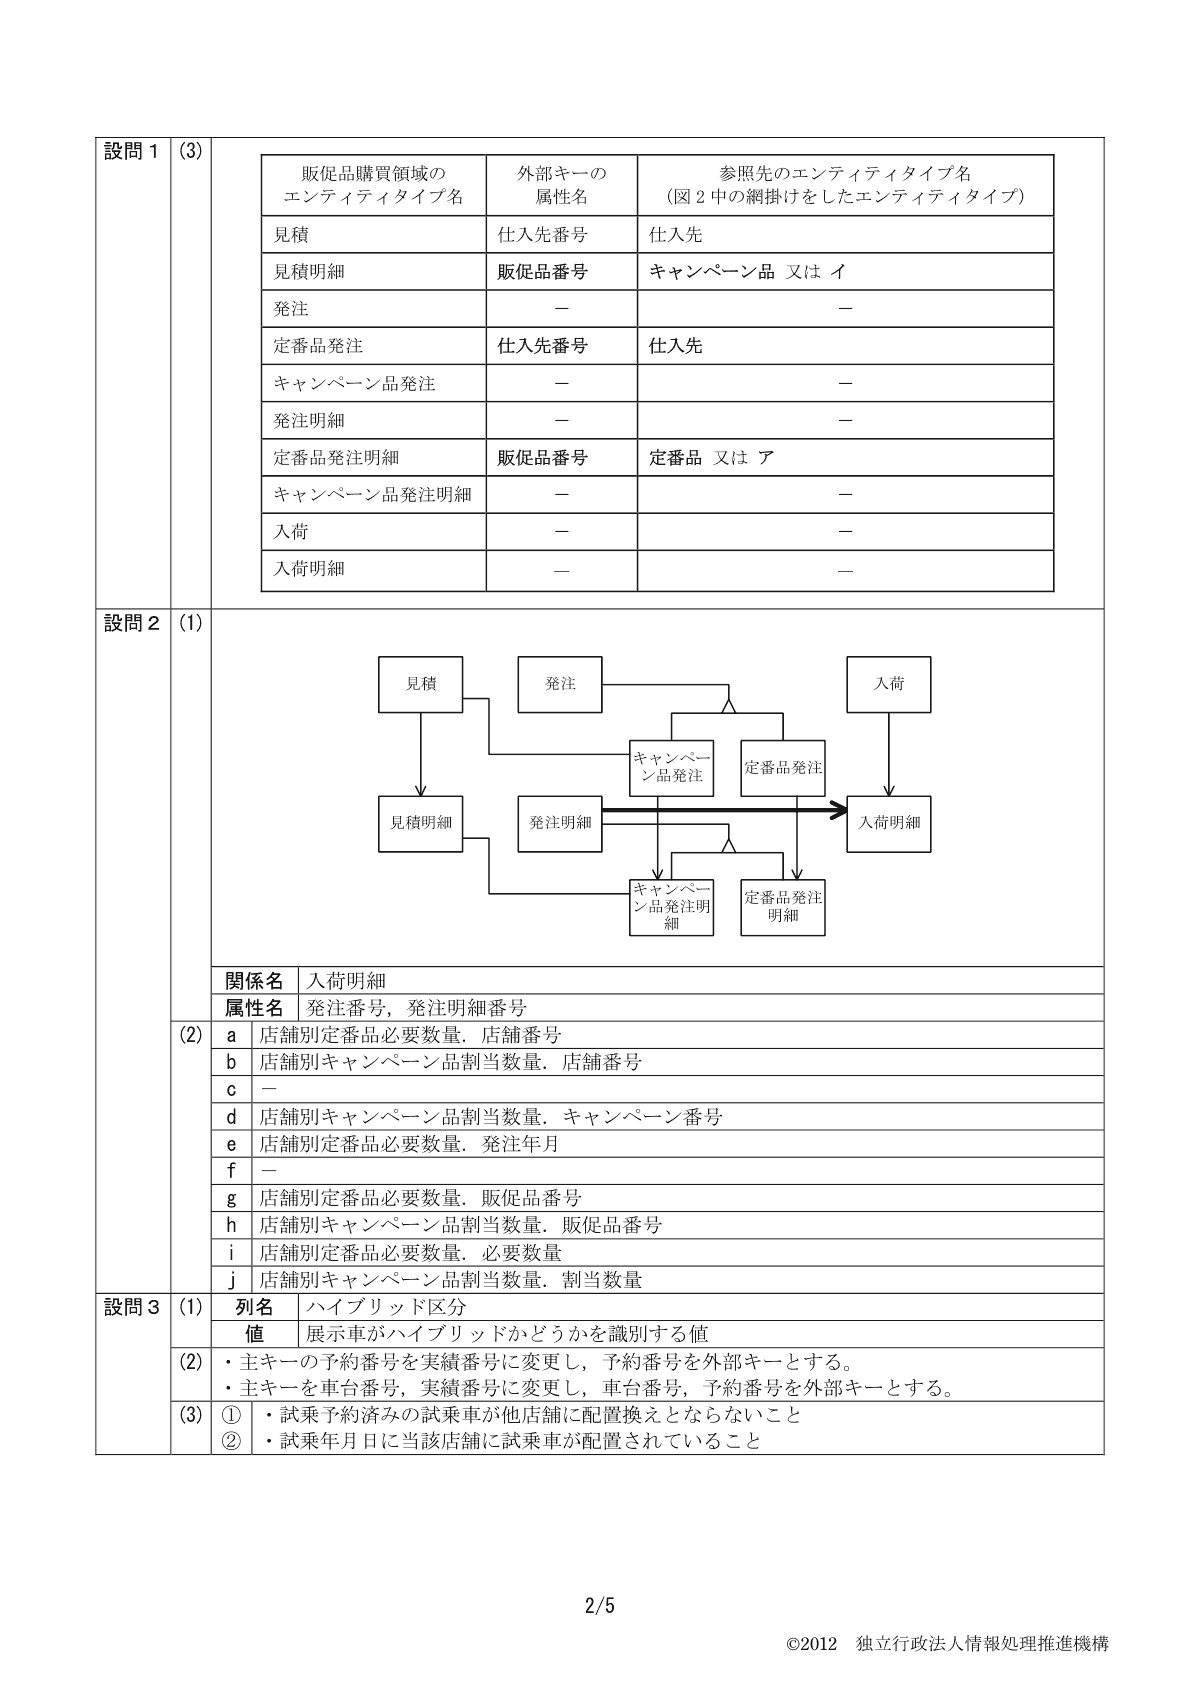 設問1 (3)
販促品購買領域の
エンティティタイプ名
外部キーの
属性名
参照先のエンティティタイプ名
(図2中の網掛けをしたエンティティタイプ)
見積 仕入先番号 仕入先
見積明細 販促品番号 キャンペーン品 又は イ
発注 － －
定番品発注 仕入先番号 仕入先
キャンペーン品発注 － －
発注明細 － －
定番品発注明細 販促品番号 定番品 又は ア
キャンペーン品発注明細 － －
入荷 － －
入荷明細 － －
設問2 (1)
見積 発注 入荷
キャンペー
ン品発注
定番品発注
見積明細 発注明細 入荷明細
キャンペー
ン品発注明
細
定番品発注
明細
関係名 入荷明細
属性名 発注番号，発注明細番号
(2) a 店舗別定番品必要数量．店舗番号
b 店舗別キャンペーン品割当数量．店舗番号
c －
d 店舗別キャンペーン品割当数量．キャンペーン番号
e 店舗別定番品必要数量．発注年月
f －
g 店舗別定番品必要数量．販促品番号
h 店舗別キャンペーン品割当数量．販促品番号
i 店舗別定番品必要数量．必要数量
j 店舗別キャンペーン品割当数量．割当数量
設問3 (1) 列名 ハイブリッド区分
値 展示車がハイブリッドかどうかを識別する値
(2) ・主キーの予約番号を実績番号に変更し，予約番号を外部キーとする。
・主キーを車台番号，実績番号に変更し，車台番号，予約番号を外部キーとする。
(3) ① ・試乗予約済みの試乗車が他店舗に配置換えとならないこと
② ・試乗年月日に当該店舗に試乗車が配置されていること
2/5
©2012 独立行政法人情報処理推進機構